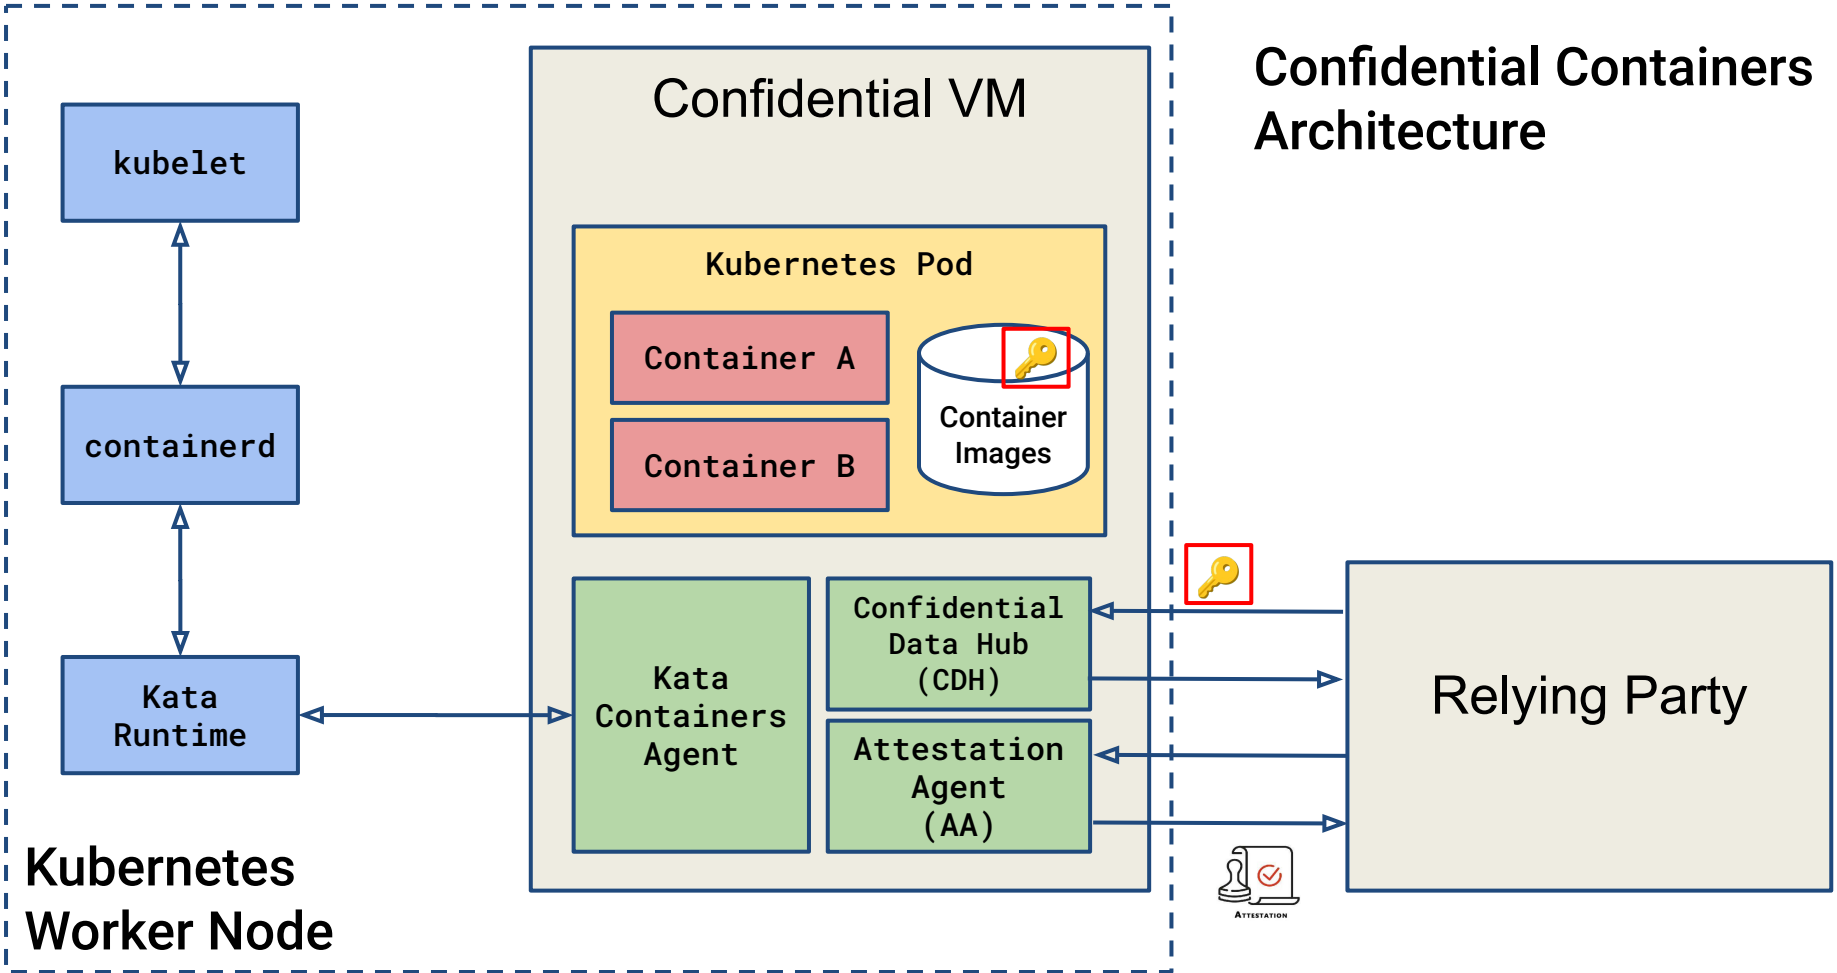 Confidential Containers
Architecture
Confidential VM
kubelet
Kubernetes Pod
Container A
Container
Images
containerd
Container B
Confidential
Data Hub
(CDH)
Kata
Containers
Agent
Kata
Runtime
Attestation
Agent
(AA)
Relying Party
ATTESTATION
Kubernetes
Worker Node